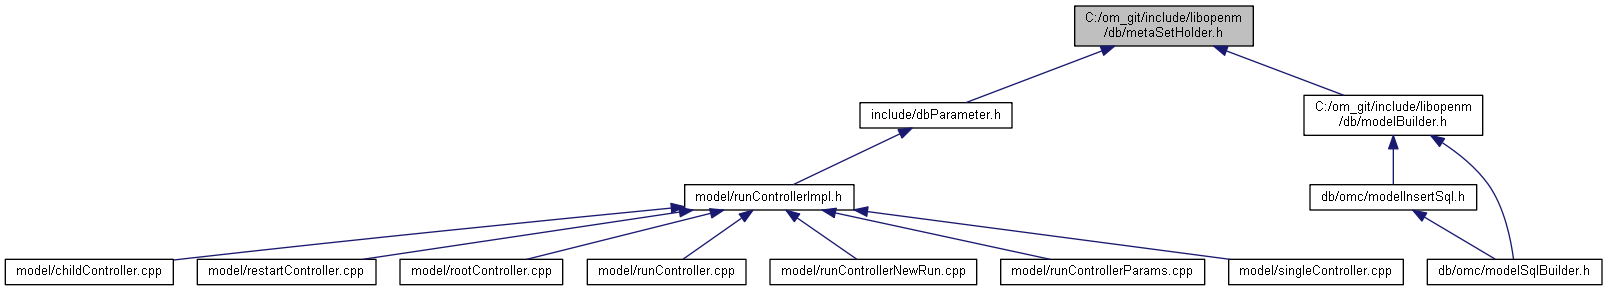 C:/om_git/include/libopenm
/db/metaSetHolder.h
include/dbParameter.h
C:/om_git/include/libopenm
/db/modelBuilder.h
model/runControllerImpl.h
db/omc/modelInsertSql.h
model/childController.cpp
model/restartController.cpp
model/rootController.cpp
model/runController.cpp
model/runControllerNewRun.cpp
model/runControllerParams.cpp
model/singleController.cpp
db/omc/modelSqlBuilder.h